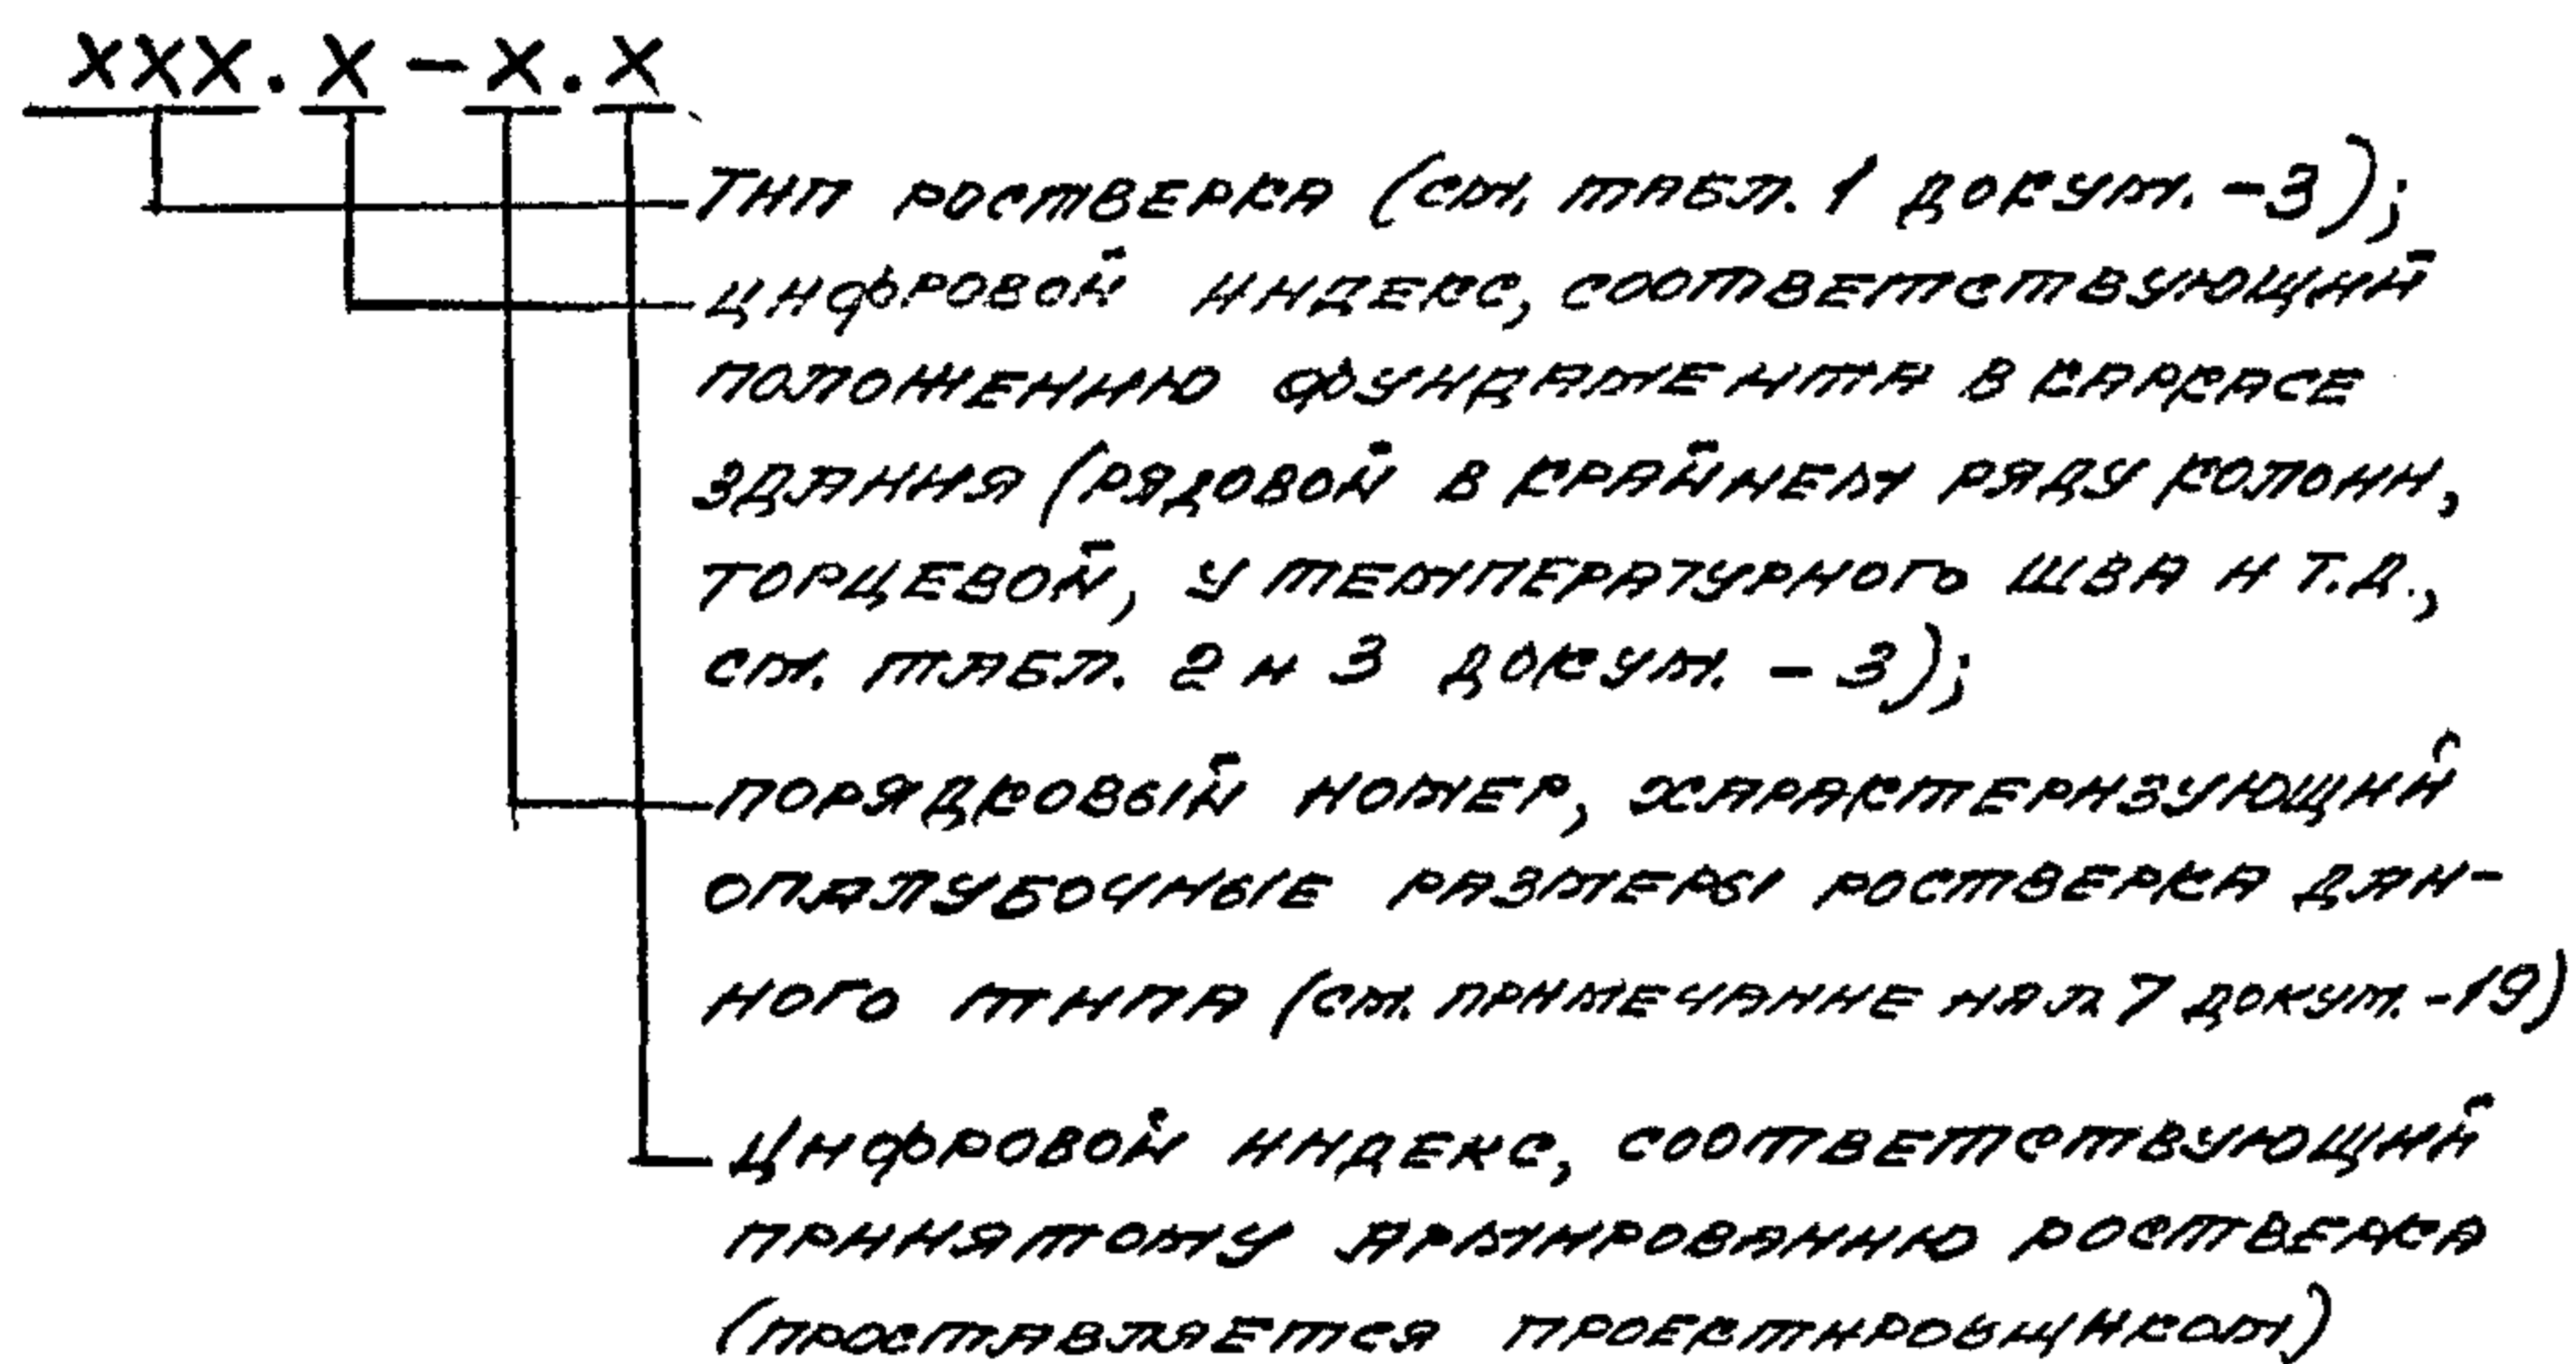 ХХХ.Х-Х.Х
ТИП РОСТВЕРКА (СМ. ТАБЛ. 1 ДОКУМ. -3);
ЦИФРОВОЙ ИНДЕКС, СООТВЕТСТВУЮЩИЙ
ПОЛОЖЕНИЮ ФУНДАМЕНТА В КАРКАСЕ
ЗДАНИЯ (РЯДОВОЙ В КРАЙНЕМ РЯДУ КОЛОНН,
ТОРЦЕВОЙ, У ТЕМПЕРАТУРНОГО ШВА И Т.Д.,
СМ. ТАБЛ. 2 И 3 ДОКУМ. - 3);
ПОРЯДКОВЫЙ НОМЕР, ХАРАКТЕРИЗУЮЩИЙ
ОПАЛУБОЧНЫЕ РАЗМЕРЫ РОСТВЕРКА ДАН-
НОГО ТИПА (СМ. ПРИМЕЧАНИЕ НА Л 7 ДОКУМ. -19)
ЦИФРОВОЙ ИНДЕКС, СООТВЕТСТВУЮЩИЙ
ПРИНЯТОМУ АРМИРОВАНИЮ РОСТВЕРКА
(ПРОСТАВЛЯЕТСЯ ПРОЕКТИРОВЩИКОМ)